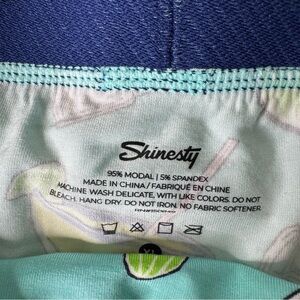 Shinesty
95% MODAL | 5% SPANDEX
MADE IN CHINA / FABRIQUÉ EN CHINE
MACHINE WASH DELICATE, WITH LIKE COLORS. DO NOT
BLEACH. HANG DRY. DO NOT IRON. NO FABRIC SOFTENER.